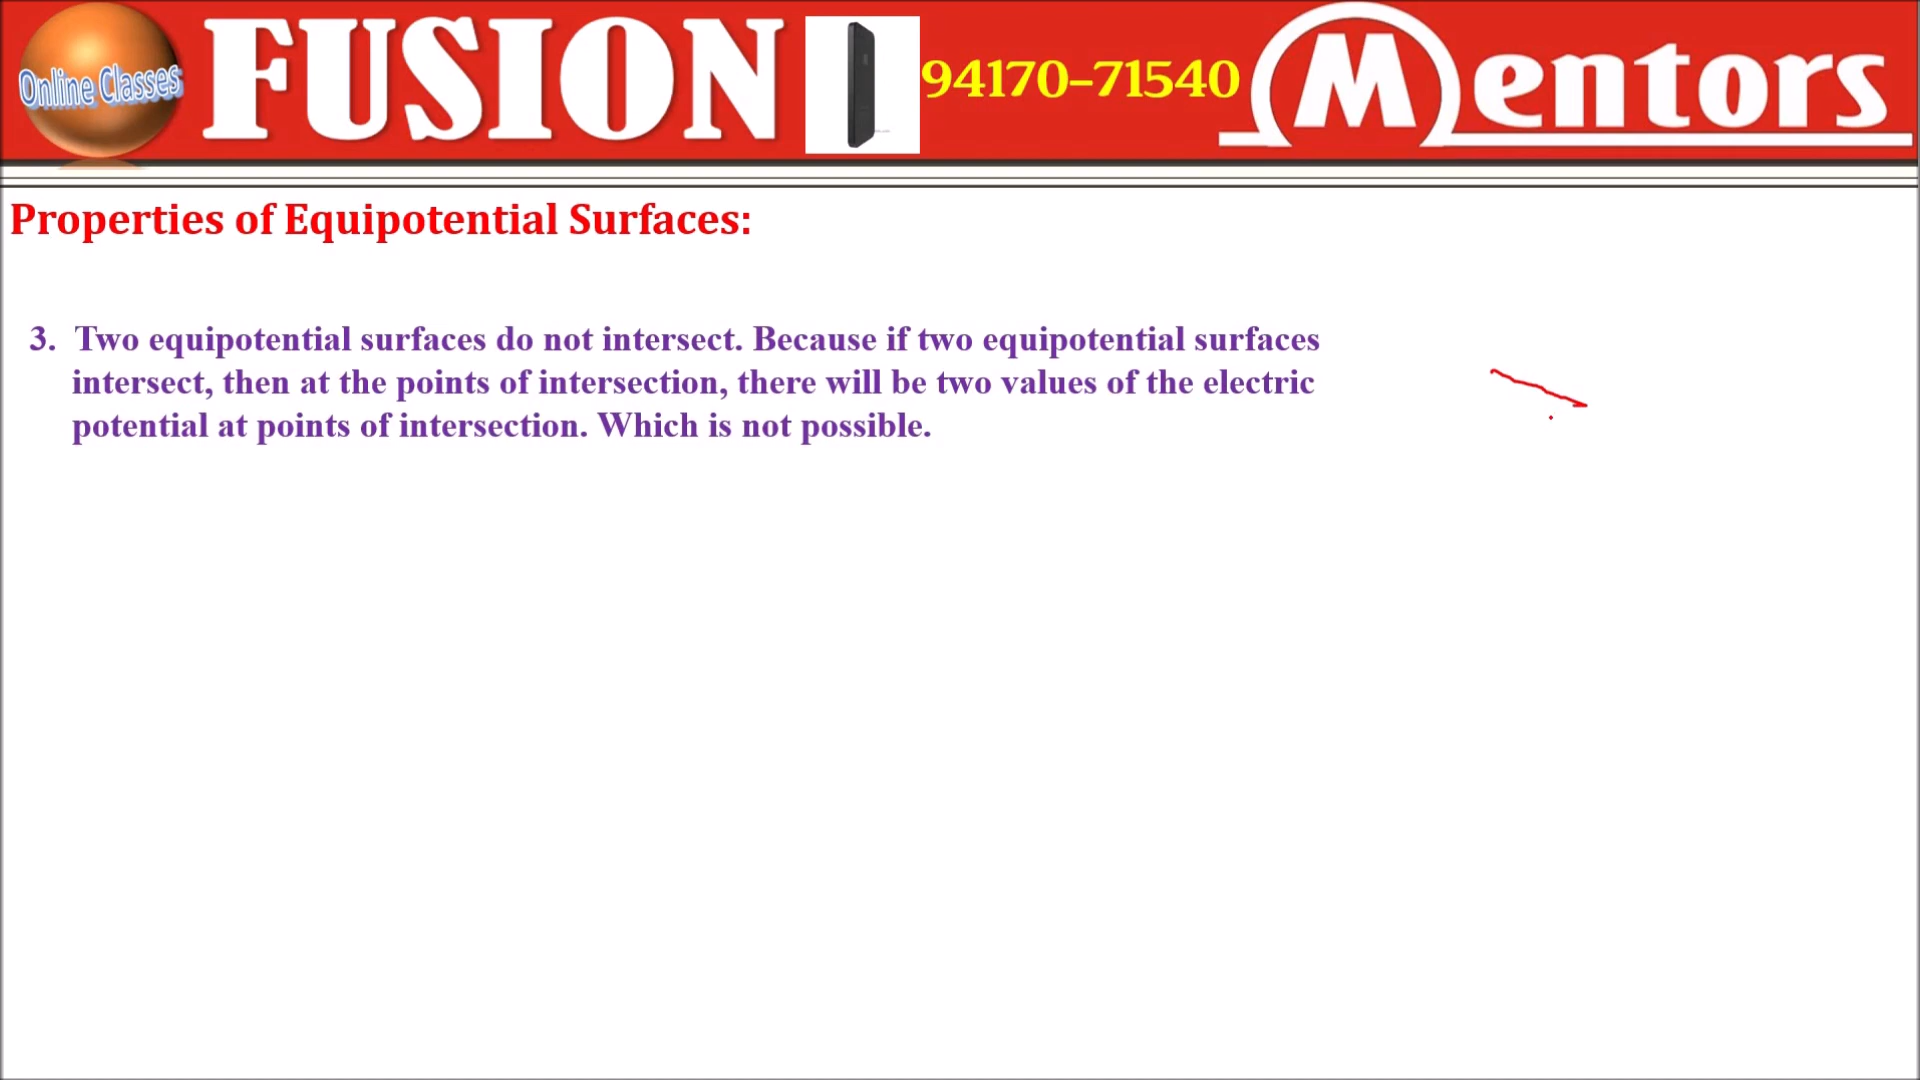 Online Classes FUSION 94170-71540 Mentors
Properties of Equipotential Surfaces:
3. Two equipotential surfaces do not intersect. Because if two equipotential surfaces
intersect, then at the points of intersection, there will be two values of the electric
potential at points of intersection. Which is not possible.